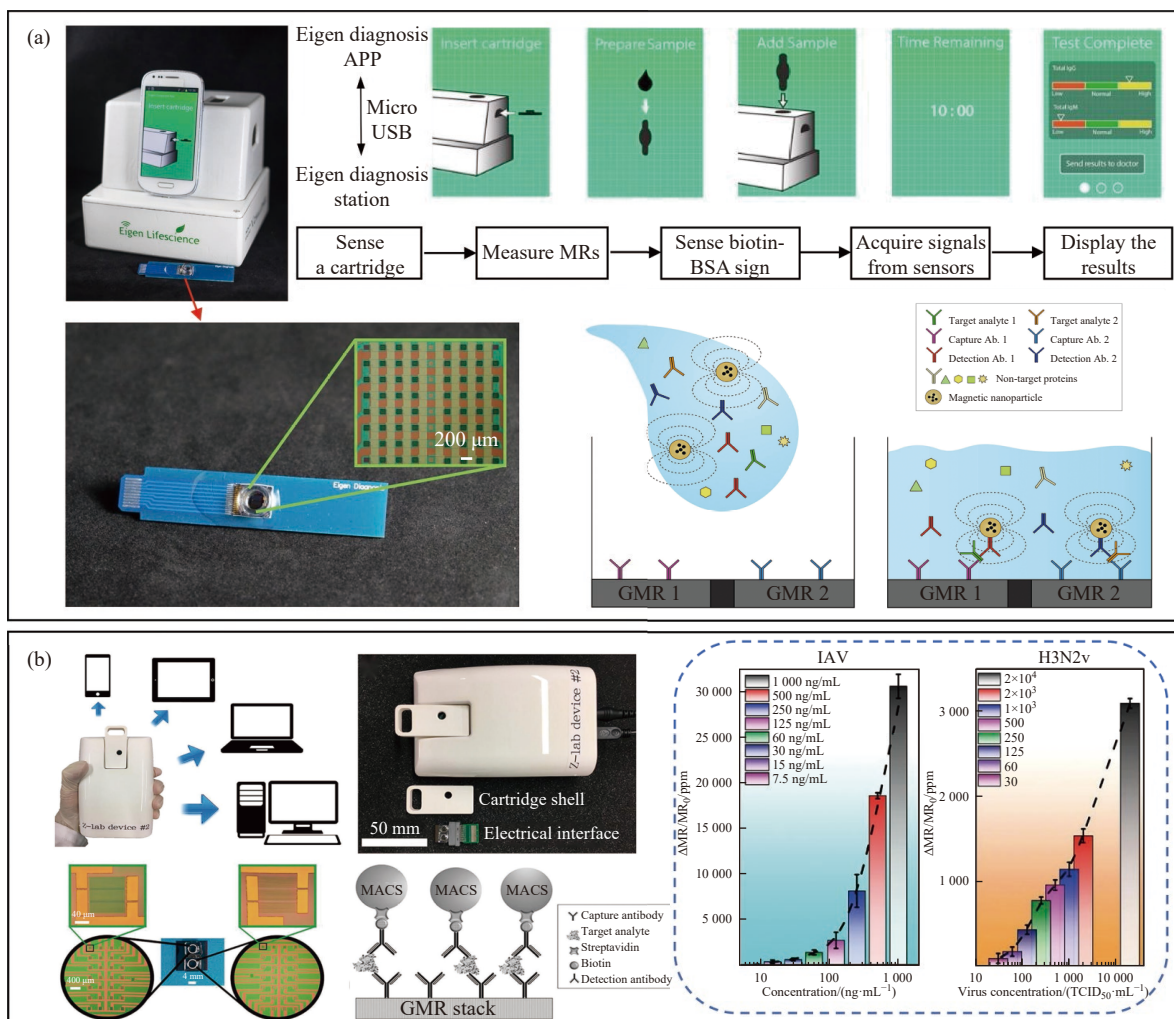 (a)
Eigen diagnosis
APP
Micro
USB
Eigen diagnosis
station
Insert cartridge
Eigen Lifescience
Insert cartridge
Prepare Sample
Add Sample
Time Remaining
10:00
Test Complete
Total IgG
Low Normal High
Total IgM
Low Normal High
Send results to doctor
Sense
a cartridge
Measure MRs
Sense biotin-
BSA sign
Acquire signals
from sensors
Display the
results
200 μm
Eigen Diagnosis
Target analyte 1
Target analyte 2
Capture Ab. 1
Capture Ab. 2
Detection Ab. 1
Detection Ab. 2
Non-target proteins
Magnetic nanoparticle
GMR 1
GMR 2
GMR 1
GMR 2
(b)
Z-lab device #2
Z-lab device #2
Cartridge shell
50 mm
Electrical interface
40 μm
400 μm
4 mm
MACS
MACS
MACS
GMR stack
Capture antibody
Target analyte
Streptavidin
Biotin
Detection antibody
IAV
1 000 ng/mL
500 ng/mL
250 ng/mL
125 ng/mL
60 ng/mL
30 ng/mL
15 ng/mL
7.5 ng/mL
ΔMR/MR₀/ppm
30 000
25 000
20 000
15 000
10 000
5 000
10
100
1 000
Concentration/(ng·mL⁻¹)
H3N2v
2×10⁴
2×10³
1×10³
500
250
125
60
30
ΔMR/MR₀/ppm
3 000
2 000
1 000
10
100
1 000
10 000
Virus concentration/(TCID₅₀·mL⁻¹)